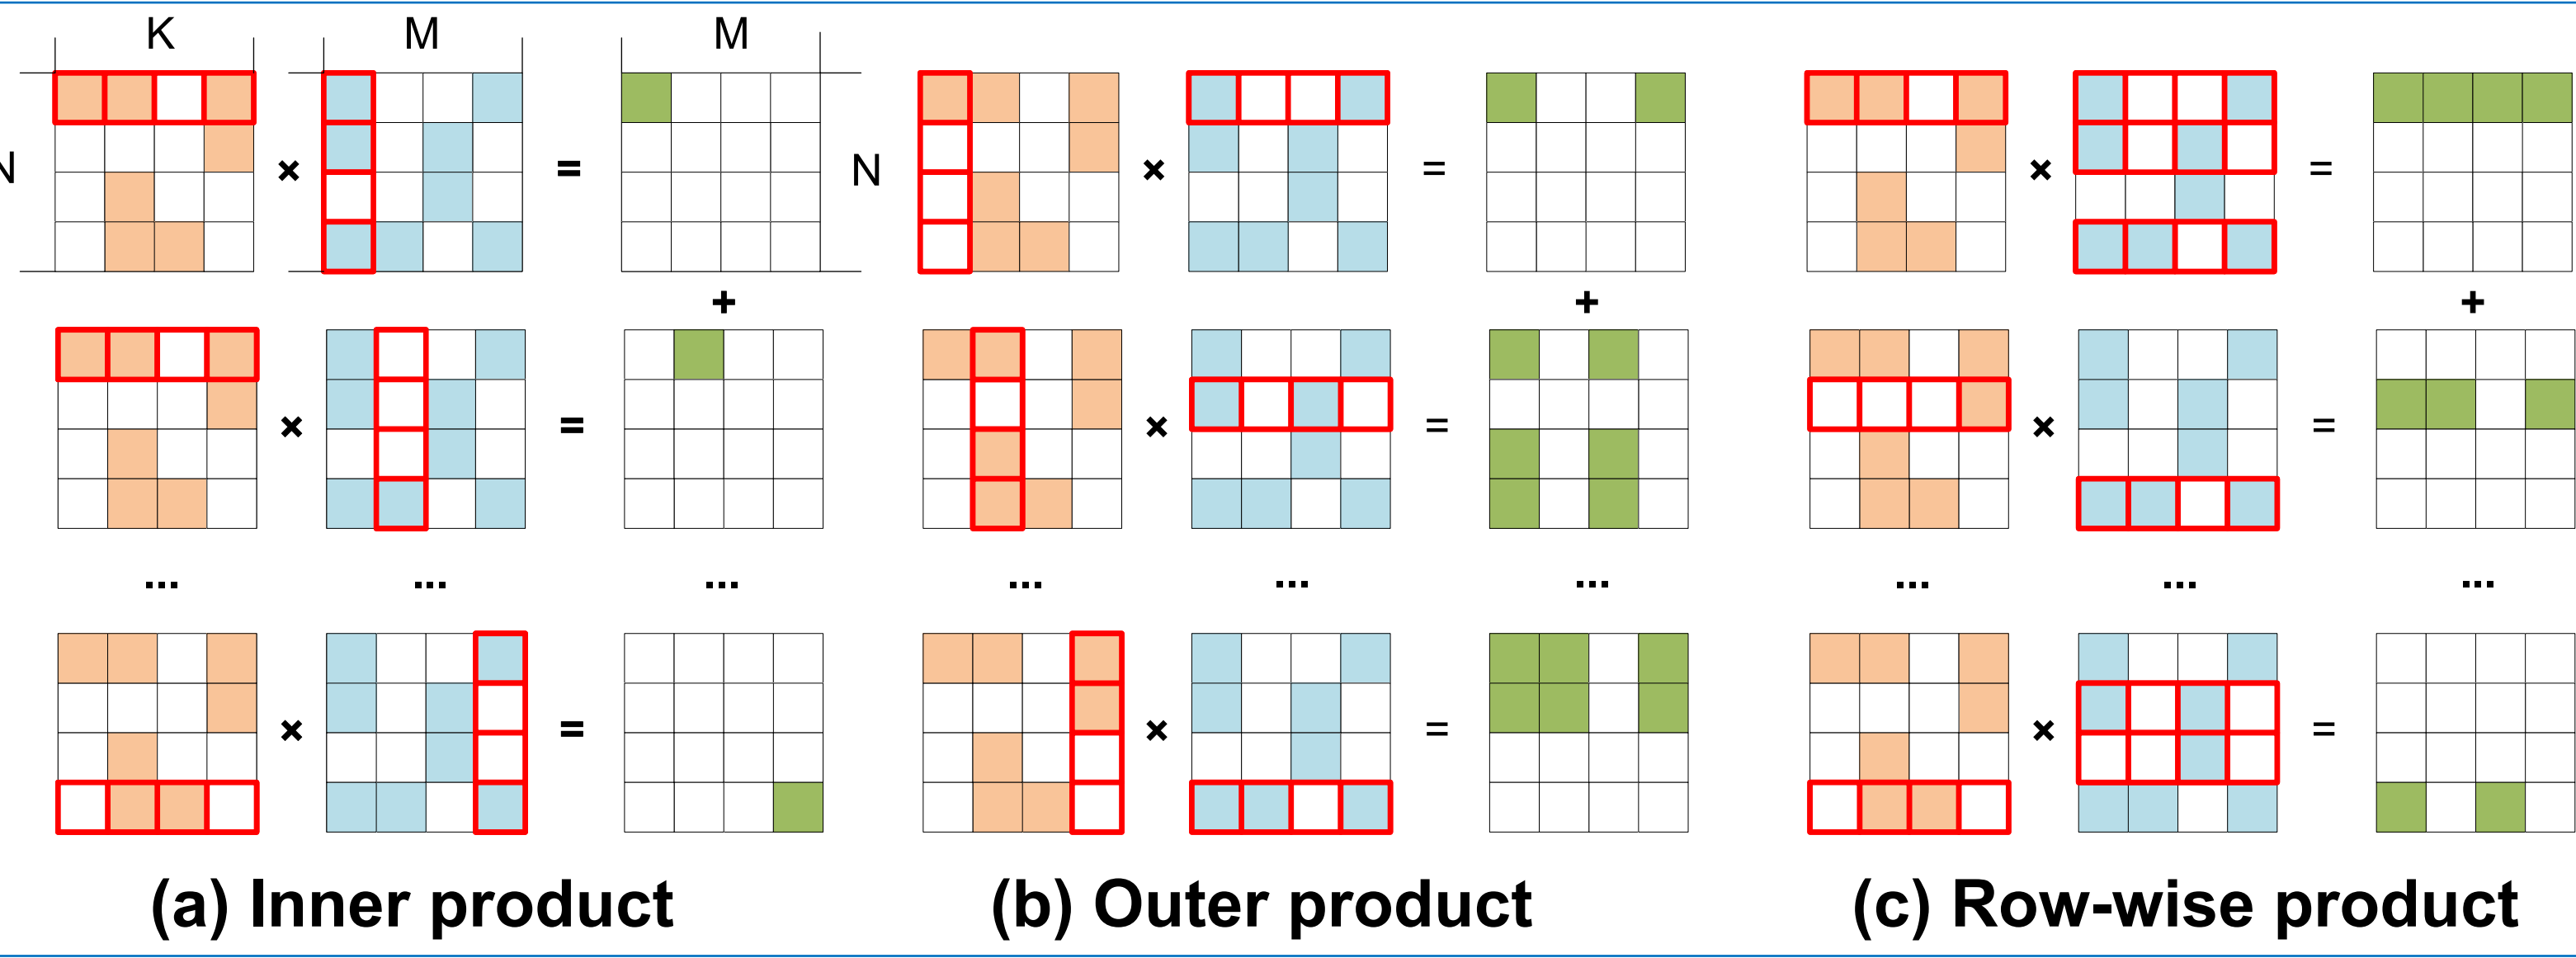 K M M
N × = N × = × =
+ + +
× = × = × =
... ... ... ... ... ... ... ... ...
× = × = × =
(a) Inner product (b) Outer product (c) Row-wise product